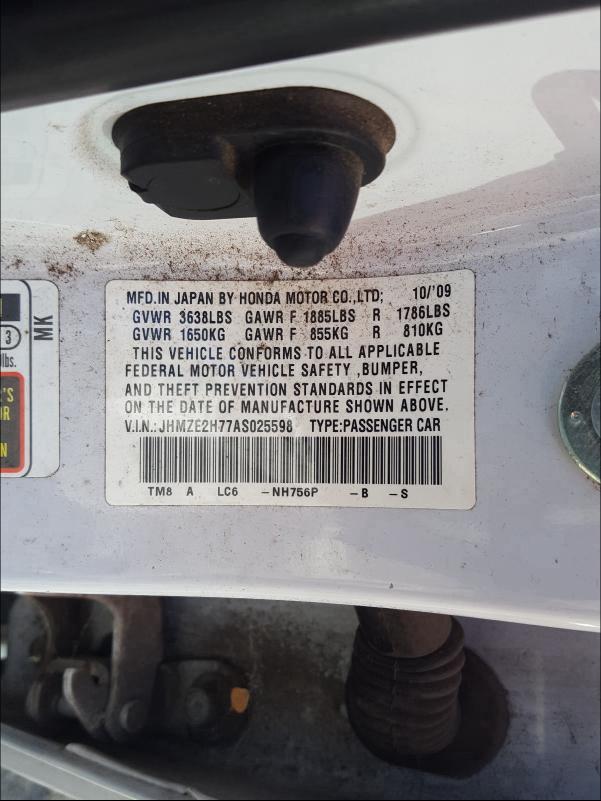 MFD.IN JAPAN BY HONDA MOTOR CO.,LTD; 10/'09
GVWR 3638LBS GAWR F 1885LBS R 1786LBS
GVWR 1650KG GAWR F 855KG R 810KG
THIS VEHICLE CONFORMS TO ALL APPLICABLE
FEDERAL MOTOR VEHICLE SAFETY ,BUMPER,
AND THEFT PREVENTION STANDARDS IN EFFECT
ON THE DATE OF MANUFACTURE SHOWN ABOVE.
V.I.N.:JHMZE2H77AS025598 TYPE:PASSENGER CAR
TM8 A LC6 -NH756P -B -S
3
MK
lbs.